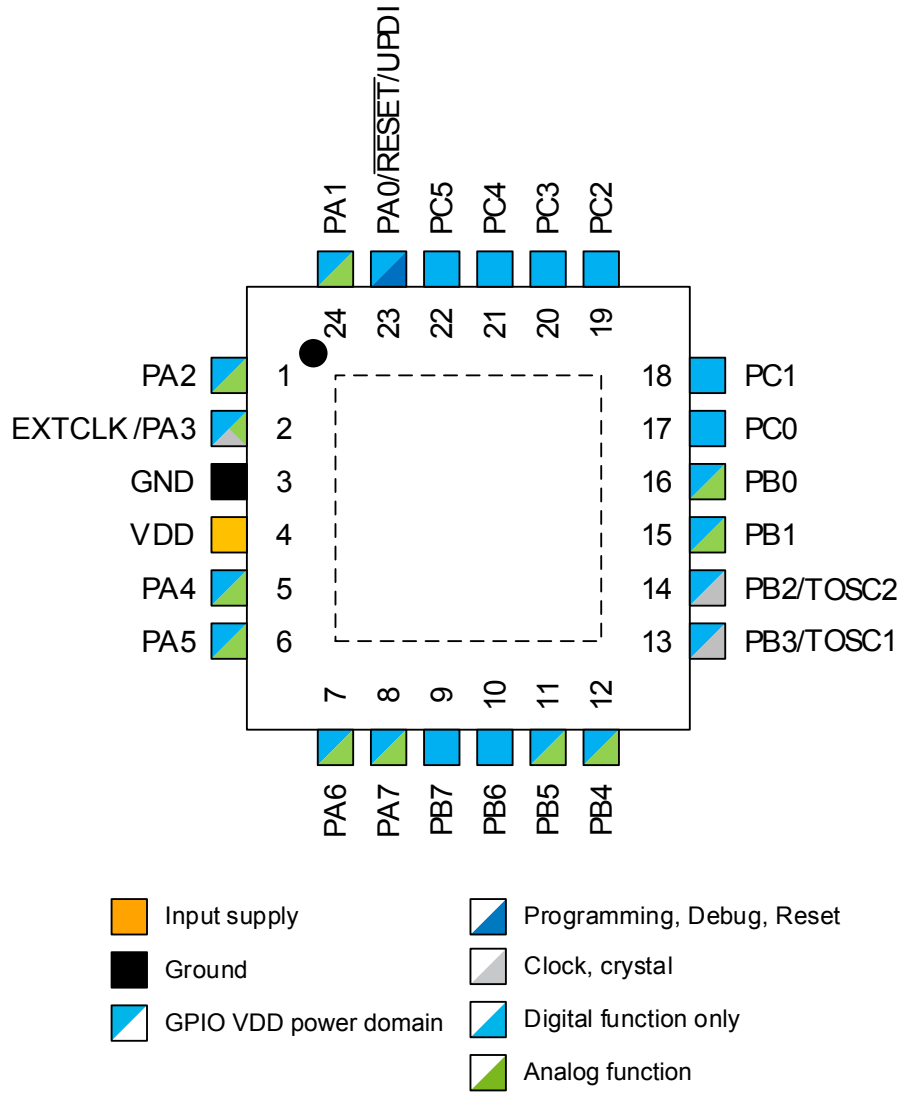 PA1 PA0/RESET/UPDI PC5 PC4 PC3 PC2
24 23 22 21 20 19
PA2 1 18 PC1
EXTCLK/PA3 2 17 PC0
GND 3 16 PB0
VDD 4 15 PB1
PA4 5 14 PB2/TOSC2
PA5 6 13 PB3/TOSC1
7 8 9 10 11 12
PA6 PA7 PB7 PB6 PB5 PB4
Input supply
Ground
GPIO VDD power domain
Programming, Debug, Reset
Clock, crystal
Digital function only
Analog function